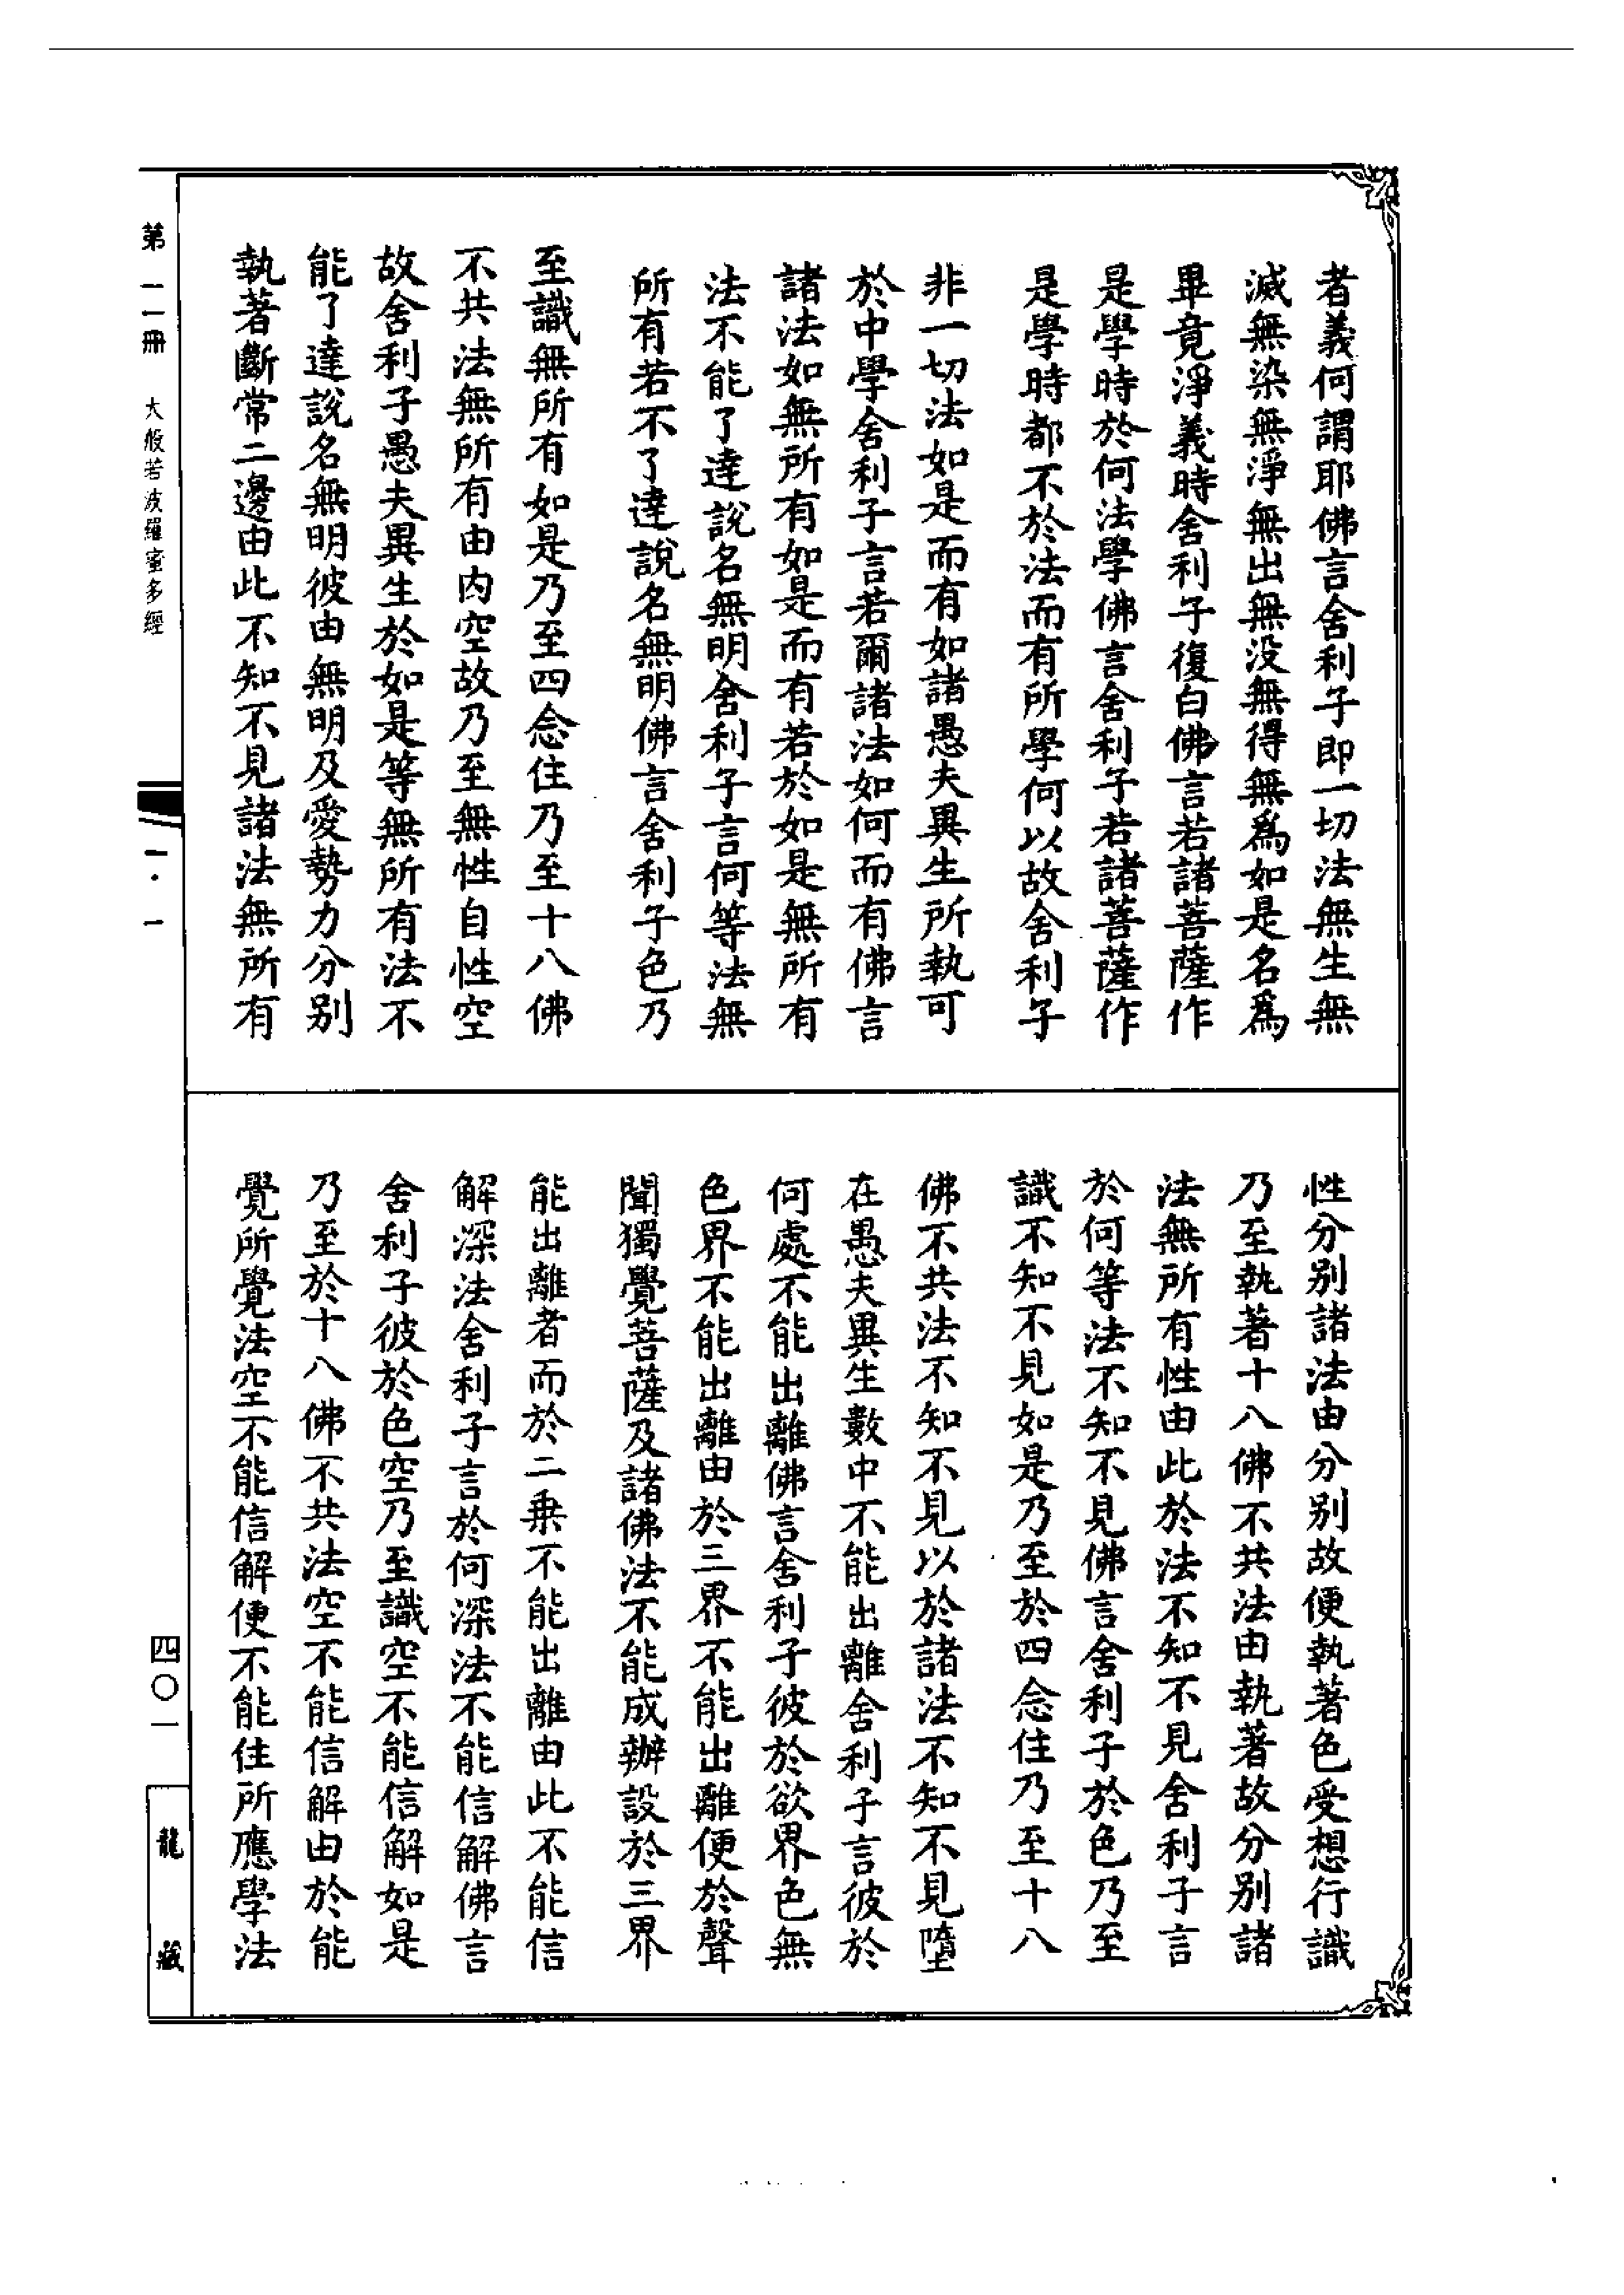 者義何謂耶佛言舍利子即一切法無生無
滅無染無淨無出無没無得無爲如是名爲
畢竟淨義時舍利子復白佛言若諸菩薩作
是學時於何法學佛言舍利子若諸菩薩作
是學時都不於法而有所學何以故舍利子
非一切法如是而有如諸愚夫異生所執可
於中學舍利子言若爾諸法如何而有佛言
諸法如無所有如是而有若於如是無所有
法不能了達説名無明舍利子言何等法無
所有若不了達説名無明佛言舍利子色乃
至識無所有如是乃至四念住乃至十八佛
不共法無所有由内空故乃至無性自性空
故舍利子愚夫異生於如是等無所有法不
能了達説名無明彼由無明及愛勢力分别
執著斷常二邊由此不知不見諸法無所有
性分别諸法由分别故便執著色受想行識
乃至執著十八佛不共法由執著故分别諸
法無所有性由此於法不知不見舍利子言
於何等法不知不見佛言舍利子於色乃至
識不知不見如是乃至於四念住乃至十八
佛不共法不知不見以於諸法不知不見墮
在愚夫異生數中不能出離舍利子言彼於
何處不能出離佛言舍利子彼於欲界色無
色界不能出離由於三界不能出離便於聲
聞獨覺菩薩及諸佛法不能成辦設於三界
能出離者而於二乘不能出離由此不能信
解深法舍利子言於何深法不能信解佛言
舍利子彼於色空乃至識空不能信解如是
乃至於十八佛不共法空不能信解由於能
覺所覺法空不能信解便不能住所應學法
第一一冊 大般若波羅蜜多經
一·一
四〇一
龍藏